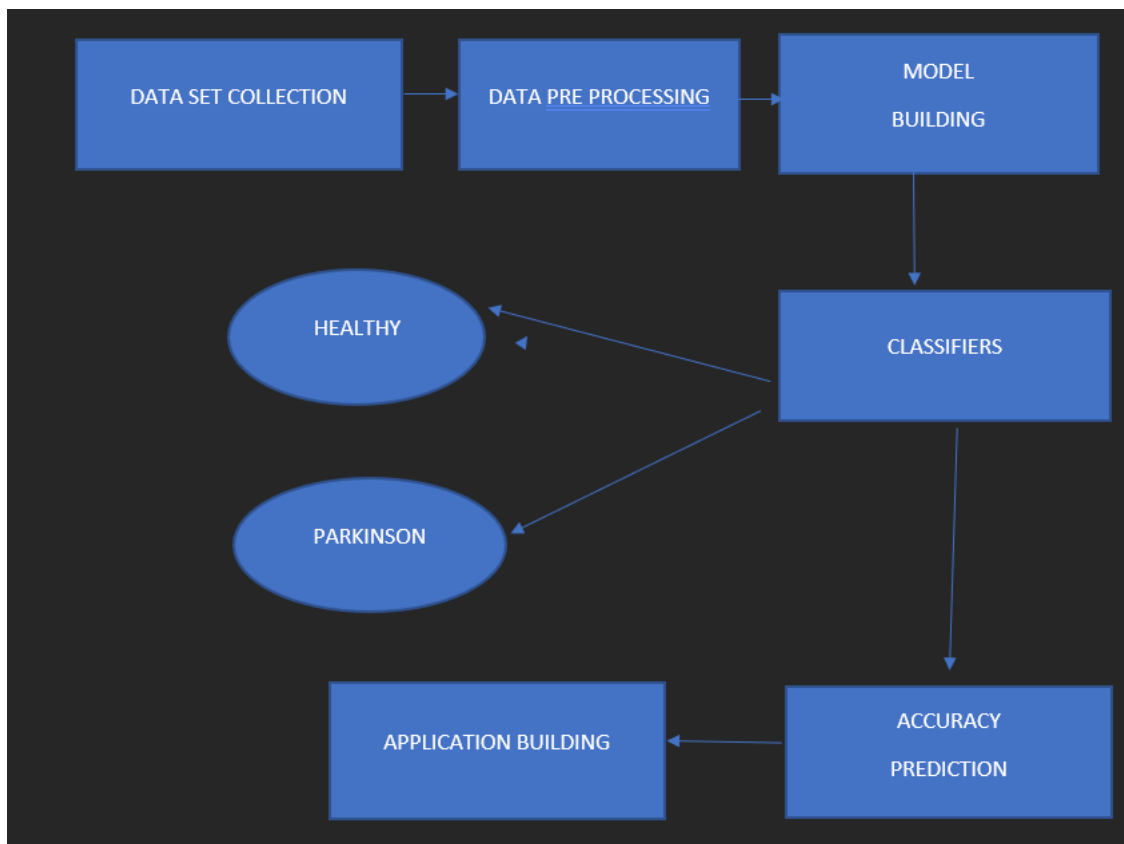 DATA SET COLLECTION
DATA PRE PROCESSING
MODEL
BUILDING
HEALTHY
CLASSIFIERS
PARKINSON
APPLICATION BUILDING
ACCURACY
PREDICTION